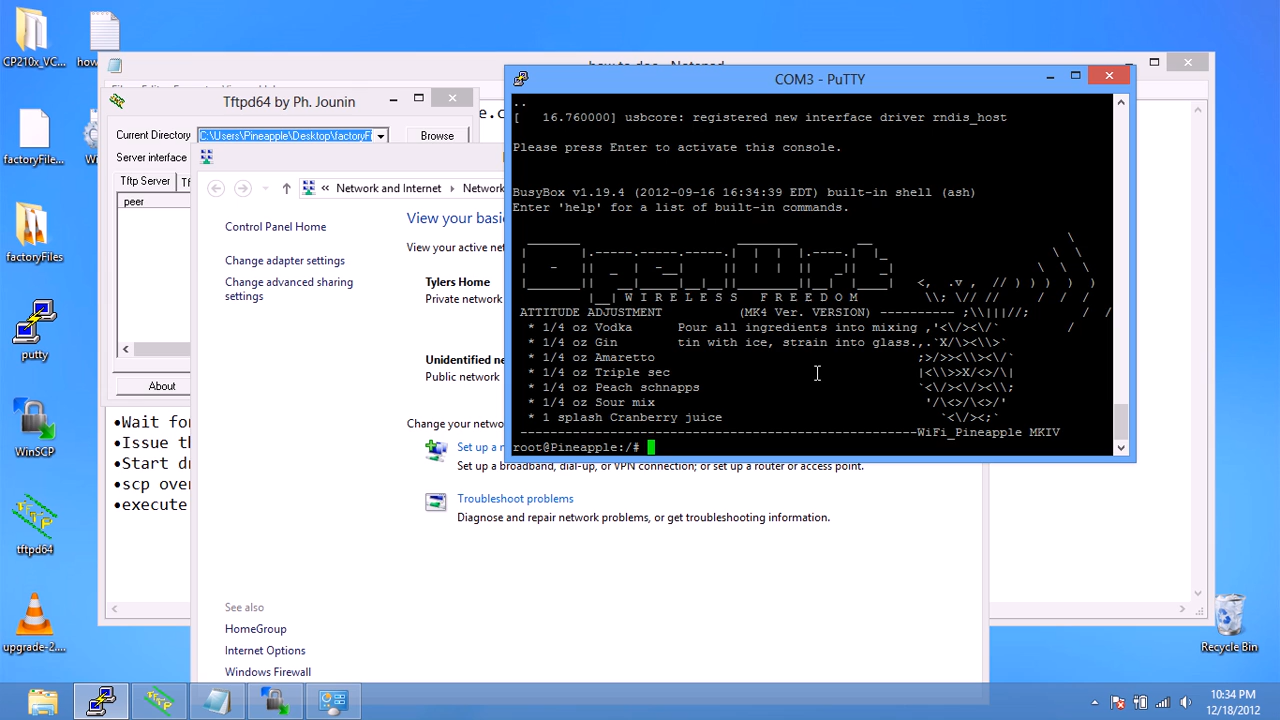 CP210x_VC...
how
how to doc - Notepad
Tftpd64 by Ph. Jounin
Current Directory
C:\Users\Pineapple\Desktop\factoryFi
Browse
Server interface
Tftp Server
peer
About
factoryFile...
factoryFiles
putty
WinSCP
tftpd64
upgrade-2....
•Wait for
•Issue th
•Start dr
•scp over
•execute
Network and Internet
Network
Control Panel Home
Change adapter settings
Change advanced sharing
settings
View your basi
View your active net
Tylers Home
Private network
Unidentified ne
Public network
Change your netwo
Set up a n
Set up a broadband, dial-up, or VPN connection; or set up a router or access point.
Troubleshoot problems
Diagnose and repair network problems, or get troubleshooting information.
See also
HomeGroup
Internet Options
Windows Firewall
COM3 - PuTTY
..
[   16.760000] usbcore: registered new interface driver rndis_host
Please press Enter to activate this console.
BusyBox v1.19.4 (2012-09-16 16:34:39 EDT) built-in shell (ash)
Enter 'help' for a list of built-in commands.
OpenWrt
W I R E L E S S   F R E E D O M
ATTITUDE ADJUSTMENT          (MK4 Ver. VERSION) ----------
* 1/4 oz Vodka      Pour all ingredients into mixing
* 1/4 oz Gin        tin with ice, strain into glass.
* 1/4 oz Amaretto
* 1/4 oz Triple sec
* 1/4 oz Peach schnapps
* 1/4 oz Sour mix
* 1 splash Cranberry juice
-----------------------------------------------------WiFi_Pineapple MKIV
root@Pineapple:/#
Recycle Bin
10:34 PM
12/18/2012